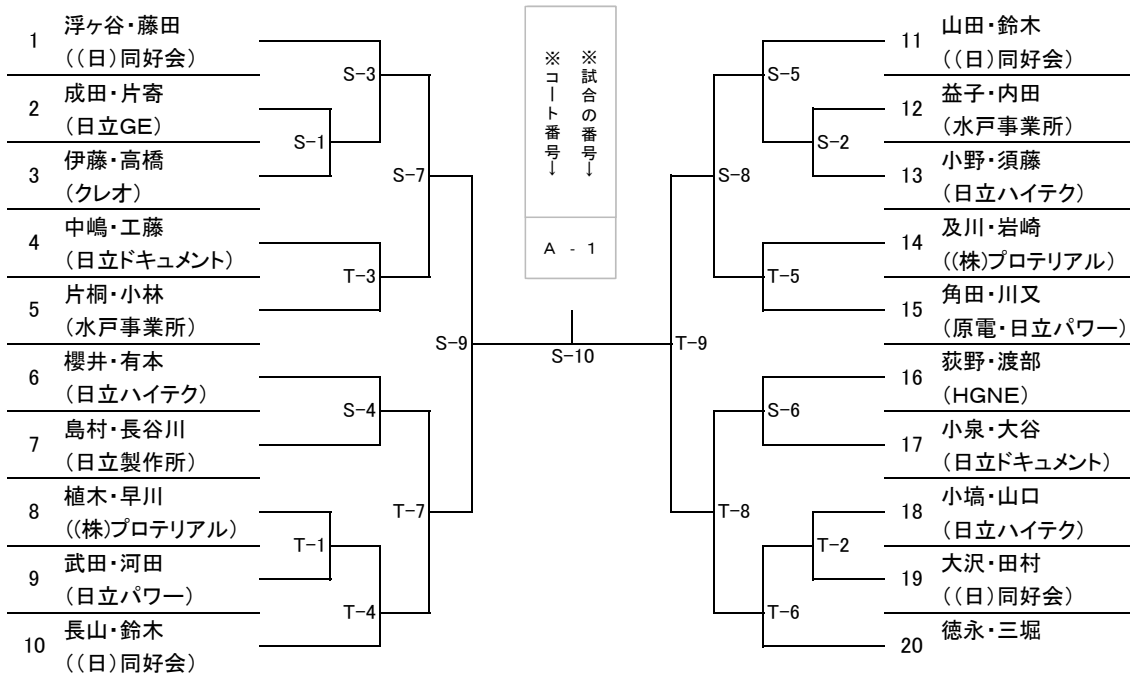 1
浮ヶ谷・藤田
((日)同好会)
2
成田・片寄
(日立GE)
3
伊藤・高橋
(クレオ)
4
中嶋・工藤
(日立ドキュメント)
5
片桐・小林
(水戸事業所)
6
櫻井・有本
(日立ハイテク)
7
島村・長谷川
(日立製作所)
8
植木・早川
((株)プロテリアル)
9
武田・河田
(日立パワー)
10
長山・鈴木
((日)同好会)
S-1
T-1
S-3
T-3
S-4
T-4
S-7
T-7
S-9
※試合の番号→
※コート番号→
A - 1
S-10
T-9
S-8
T-8
S-5
T-5
S-6
T-6
S-2
T-2
11
山田・鈴木
((日)同好会)
12
益子・内田
(水戸事業所)
13
小野・須藤
(日立ハイテク)
14
及川・岩崎
((株)プロテリアル)
15
角田・川又
(原電・日立パワー)
16
荻野・渡部
(HGNE)
17
小泉・大谷
(日立ドキュメント)
18
小塙・山口
(日立ハイテク)
19
大沢・田村
((日)同好会)
20
徳永・三堀